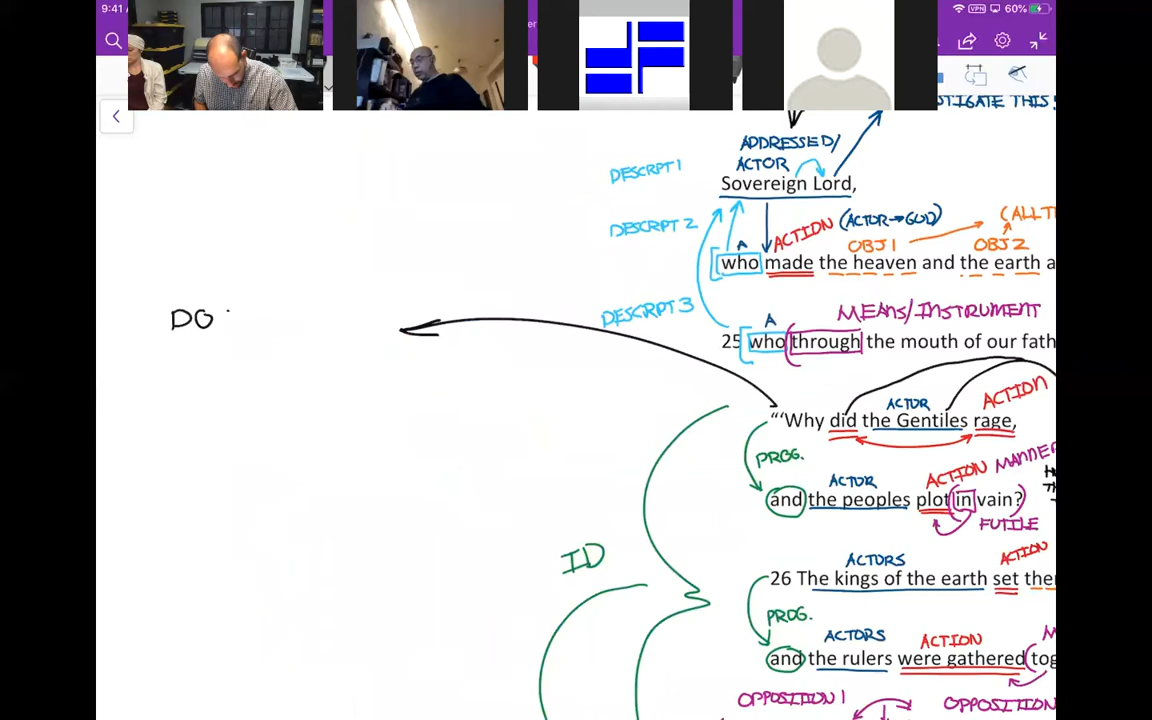 9:41
VPN 60%
TIGATE THIS
ADDRESSED/
ACTOR
DESCRPT 1
Sovereign Lord,
DESCRPT 2
ACTION (ACTOR→GOD)
OBJ 1
OBJ 2
A
who made the heaven and the earth a
DESCRPT 3
MEANS/INSTRUMENT
A
25 who through the mouth of our fath
DO
ACTOR
ACTION
“‘Why did the Gentiles rage,
PROG.
ACTOR
ACTION
MANNER
and the peoples plot in vain?
FUTILE
ID
ACTORS
ACTION
26 The kings of the earth set the
PROG.
ACTORS
ACTION
and the rulers were gathered tog
OPPOSITION 1
OPPOSITION